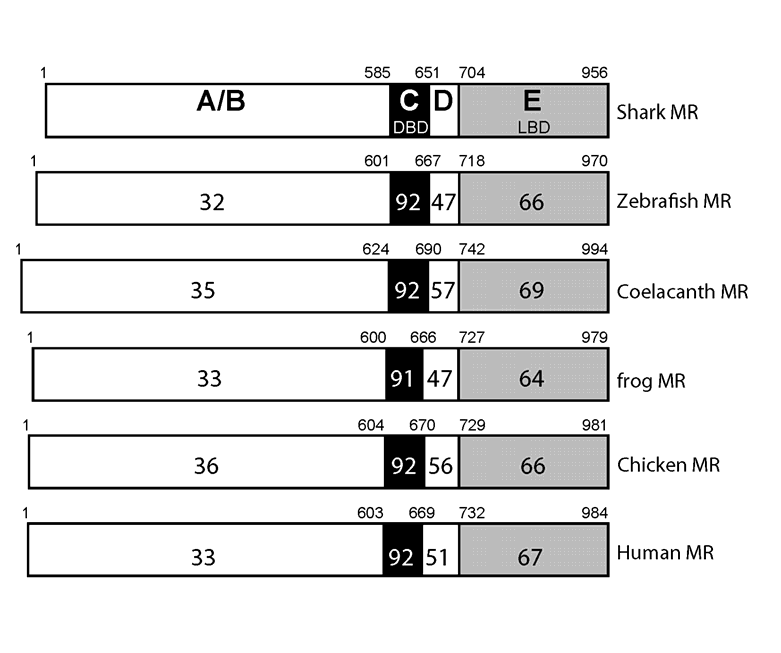 1 585 651 704 956
A/B C D E
DBD LBD
Shark MR
1 601 667 718 970
32 92 47 66 Zebrafish MR
1 624 690 742 994
35 92 57 69 Coelacanth MR
1 600 666 727 979
33 91 47 64 frog MR
1 604 670 729 981
36 92 56 66 Chicken MR
1 603 669 732 984
33 92 51 67 Human MR